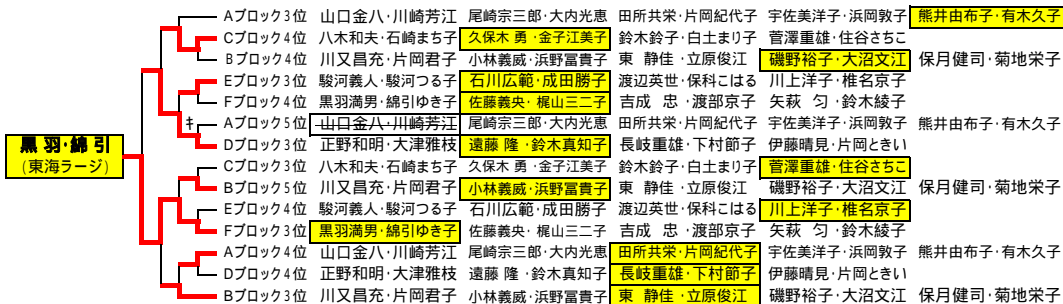 Aブロック3位 山口金八・川崎芳江 尾崎宗三郎・大内光恵 田所共栄・片岡紀代子 宇佐美洋子・浜岡敦子 熊井由布子・有木久子
Cブロック4位 八木和夫・石崎まち子 久保木 勇・金子江美子 鈴木鈴子・白土まり子 菅澤重雄・住谷さちこ
Bブロック4位 川又昌充・片岡君子 小林義威・浜野冨貴子 東 静佳・立原俊江 磯野裕子・大沼文江 保月健司・菊地栄子
Eブロック3位 駿河義人・駿河つる子 石川広範・成田勝子 渡辺英世・保科こはる 川上洋子・椎名京子
Fブロック4位 黒羽満男・綿引ゆき子 佐藤義央・梶山三二子 吉成 忠・渡部京子 矢萩 匂・鈴木綾子
キ Aブロック5位 山口金八・川崎芳江 尾崎宗三郎・大内光恵 田所共栄・片岡紀代子 宇佐美洋子・浜岡敦子 熊井由布子・有木久子
Dブロック3位 正野和明・大津雅枝 遠藤 隆・鈴木真知子 長岐重雄・下村節子 伊藤晴見・片岡ときい
黒 羽・綿 引
(東海ラージ)
Cブロック3位 八木和夫・石崎まち子 久保木 勇・金子江美子 鈴木鈴子・白土まり子 菅澤重雄・住谷さちこ
Bブロック5位 川又昌充・片岡君子 小林義威・浜野冨貴子 東 静佳・立原俊江 磯野裕子・大沼文江 保月健司・菊地栄子
Eブロック4位 駿河義人・駿河つる子 石川広範・成田勝子 渡辺英世・保科こはる 川上洋子・椎名京子
Fブロック3位 黒羽満男・綿引ゆき子 佐藤義央・梶山三二子 吉成 忠・渡部京子 矢萩 匂・鈴木綾子
Aブロック4位 山口金八・川崎芳江 尾崎宗三郎・大内光恵 田所共栄・片岡紀代子 宇佐美洋子・浜岡敦子 熊井由布子・有木久子
Dブロック4位 正野和明・大津雅枝 遠藤 隆・鈴木真知子 長岐重雄・下村節子 伊藤晴見・片岡ときい
Bブロック3位 川又昌充・片岡君子 小林義威・浜野冨貴子 東 静佳・立原俊江 磯野裕子・大沼文江 保月健司・菊地栄子